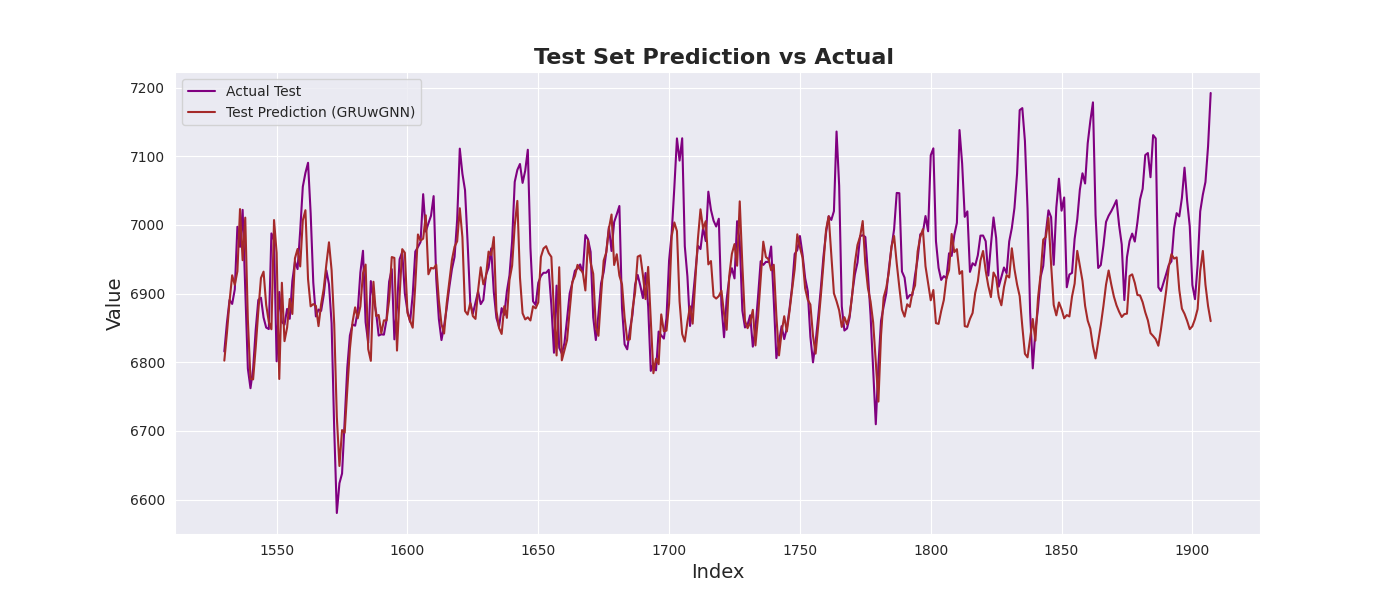 Test Set Prediction vs Actual
Actual Test
Test Prediction (GRUwGNN)
Value
7200
7100
7000
6900
6800
6700
6600
1550 1600 1650 1700 1750 1800 1850 1900
Index